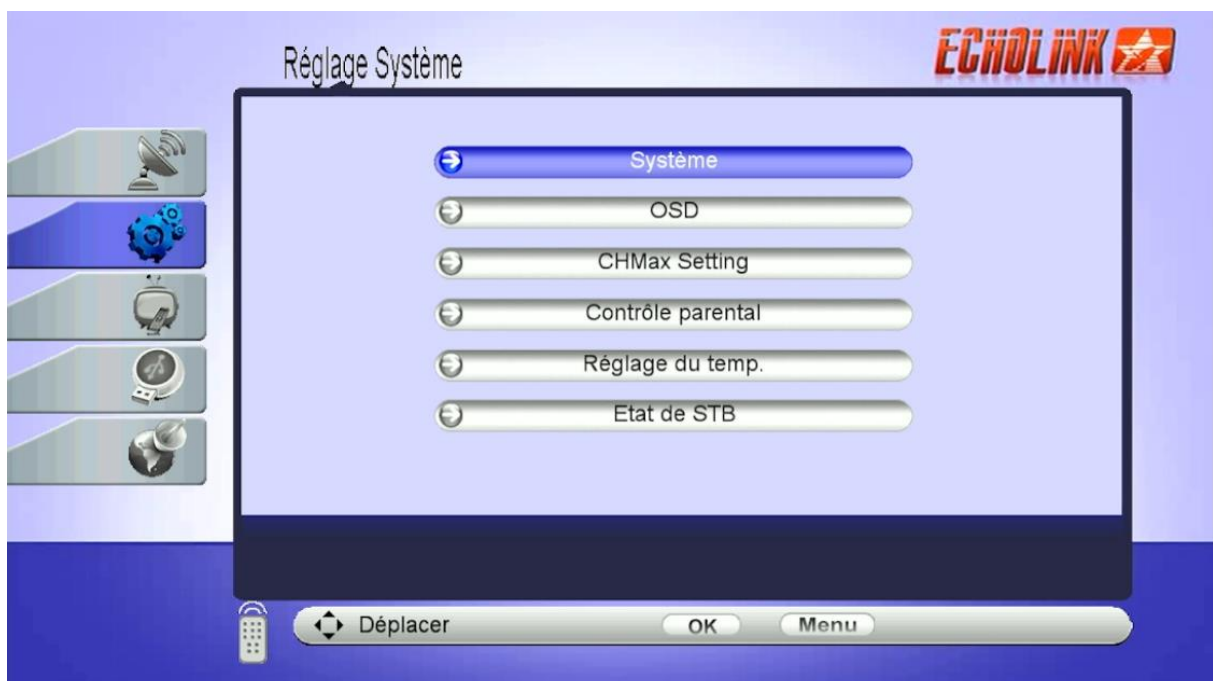 Réglage Système
ECHOLINK
Système
OSD
CHMax Setting
Contrôle parental
Réglage du temp.
Etat de STB
Déplacer OK Menu